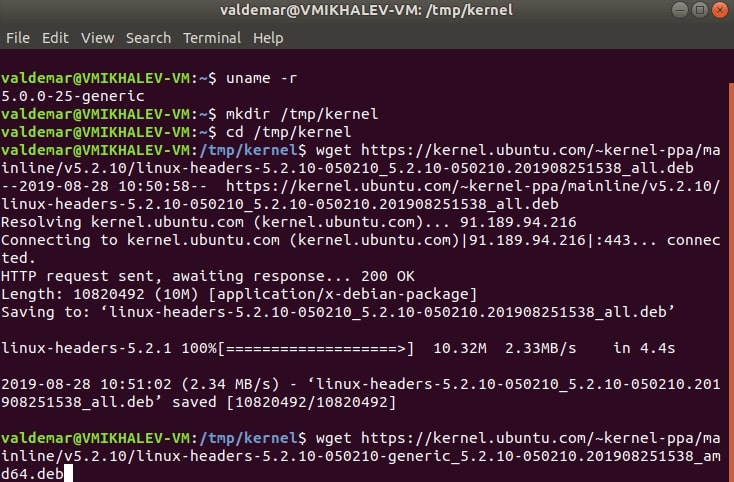 valdemar@VMIKHALEV-VM: /tmp/kernel
File Edit View Search Terminal Help
valdemar@VMIKHALEV-VM:~$ uname -r
5.0.0-25-generic
valdemar@VMIKHALEV-VM:~$ mkdir /tmp/kernel
valdemar@VMIKHALEV-VM:~$ cd /tmp/kernel
valdemar@VMIKHALEV-VM:/tmp/kernel$ wget https://kernel.ubuntu.com/~kernel-ppa/ma
inline/v5.2.10/linux-headers-5.2.10-050210_5.2.10-050210.201908251538_all.deb
--2019-08-28 10:50:58-- https://kernel.ubuntu.com/~kernel-ppa/mainline/v5.2.10/
linux-headers-5.2.10-050210_5.2.10-050210.201908251538_all.deb
Resolving kernel.ubuntu.com (kernel.ubuntu.com)... 91.189.94.216
Connecting to kernel.ubuntu.com (kernel.ubuntu.com)|91.189.94.216|:443... connec
ted.
HTTP request sent, awaiting response... 200 OK
Length: 10820492 (10M) [application/x-debian-package]
Saving to: ‘linux-headers-5.2.10-050210_5.2.10-050210.201908251538_all.deb’
linux-headers-5.2.1 100%[===================>] 10.32M 2.33MB/s in 4.4s
2019-08-28 10:51:02 (2.34 MB/s) - ‘linux-headers-5.2.10-050210_5.2.10-050210.201
908251538_all.deb’ saved [10820492/10820492]
valdemar@VMIKHALEV-VM:/tmp/kernel$ wget https://kernel.ubuntu.com/~kernel-ppa/ma
inline/v5.2.10/linux-headers-5.2.10-050210-generic_5.2.10-050210.201908251538_am
d64.deb